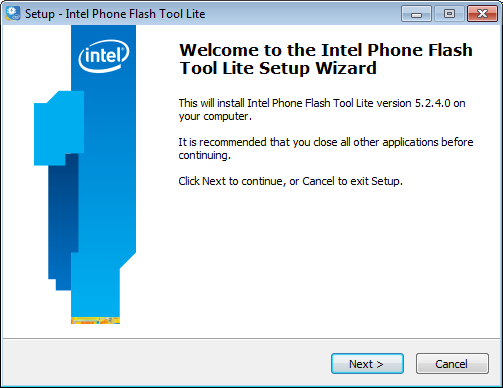 Setup - Intel Phone Flash Tool Lite
intel
Welcome to the Intel Phone Flash
Tool Lite Setup Wizard
This will install Intel Phone Flash Tool Lite version 5.2.4.0 on
your computer.
It is recommended that you close all other applications before
continuing.
Click Next to continue, or Cancel to exit Setup.
Next >
Cancel